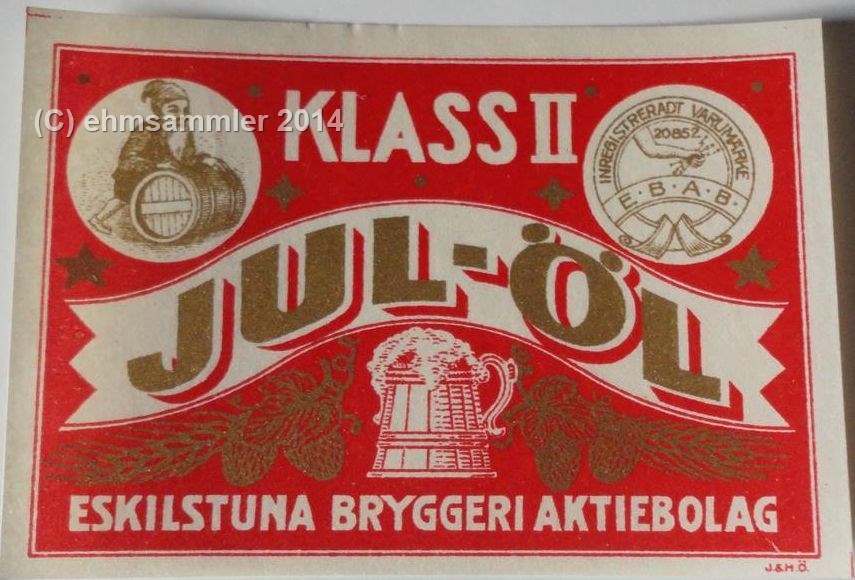 (C) ehmsammler 2014
KLASS II
INREGISTRERADT VARUMÄRKE
20852
E.B.A.B.
JUL-ÖL
ESKILSTUNA BRYGGERI AKTIEBOLAG
J.&H.Ö.